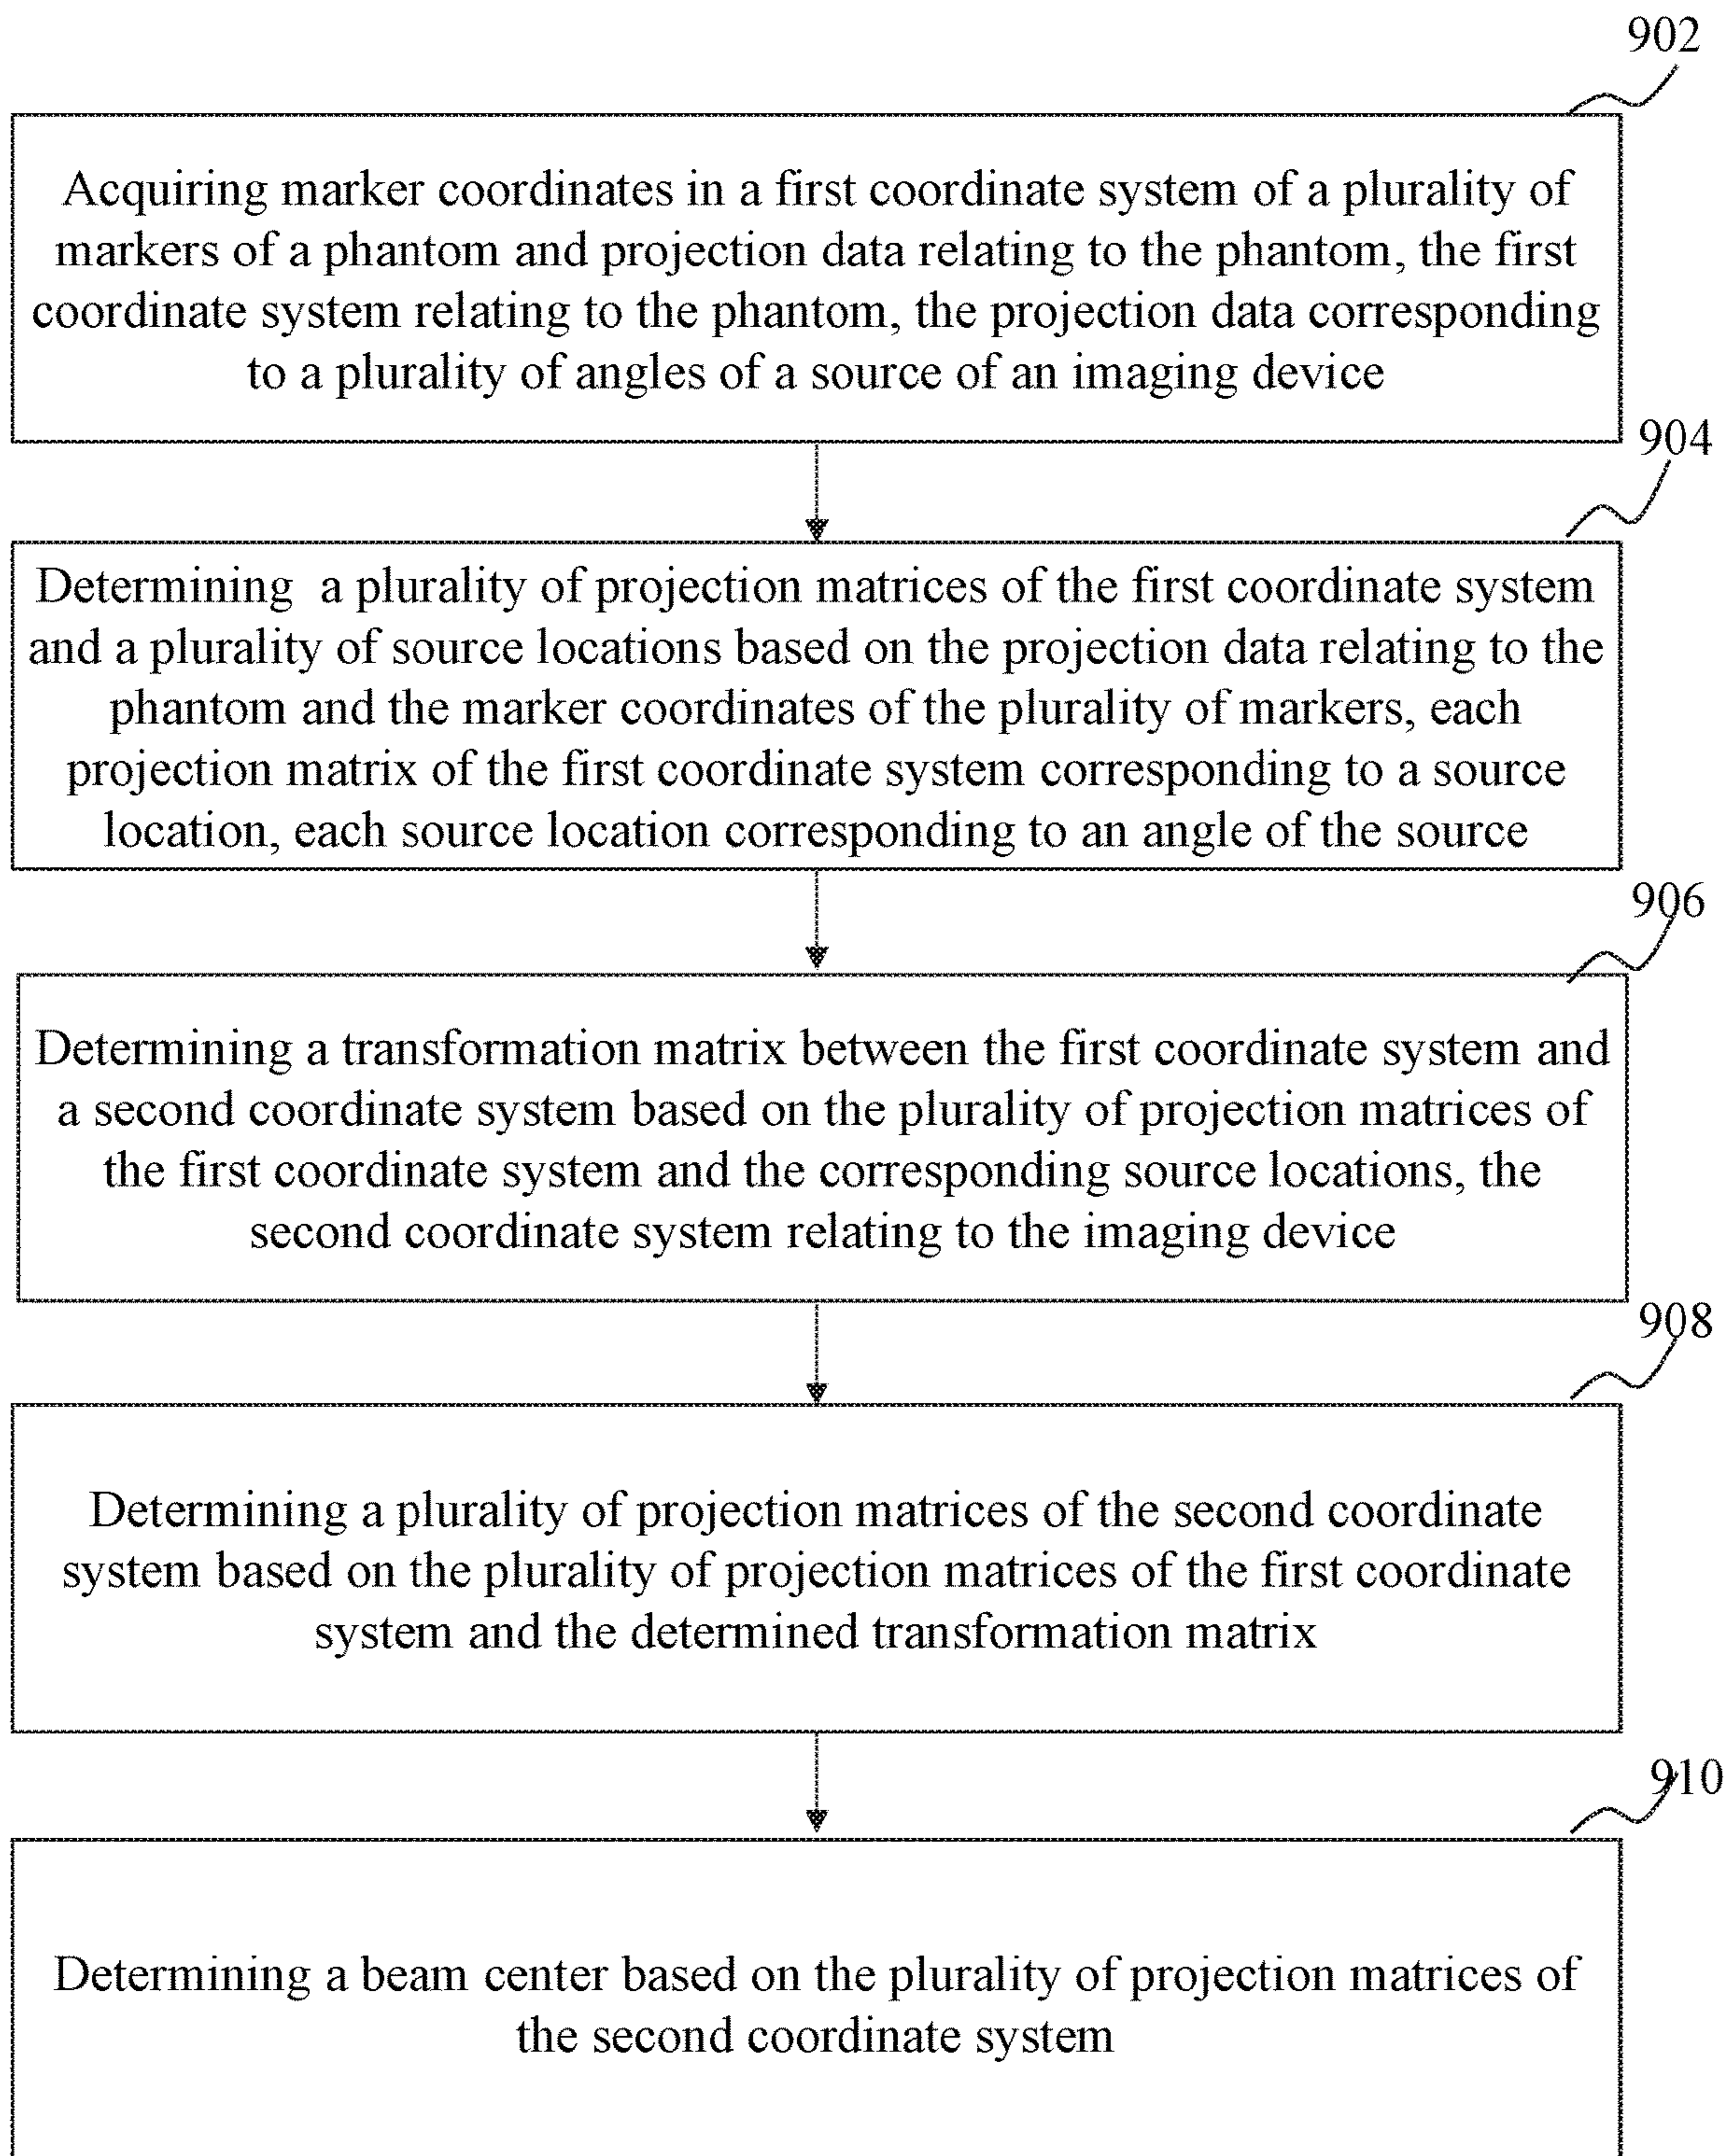 902
Acquiring marker coordinates in a first coordinate system of a plurality of
markers of a phantom and projection data relating to the phantom, the first
coordinate system relating to the phantom, the projection data corresponding
to a plurality of angles of a source of an imaging device
904
Determining a plurality of projection matrices of the first coordinate system
and a plurality of source locations based on the projection data relating to the
phantom and the marker coordinates of the plurality of markers, each
projection matrix of the first coordinate system corresponding to a source
location, each source location corresponding to an angle of the source
906
Determining a transformation matrix between the first coordinate system and
a second coordinate system based on the plurality of projection matrices of
the first coordinate system and the corresponding source locations, the
second coordinate system relating to the imaging device
908
Determining a plurality of projection matrices of the second coordinate
system based on the plurality of projection matrices of the first coordinate
system and the determined transformation matrix
910
Determining a beam center based on the plurality of projection matrices of
the second coordinate system